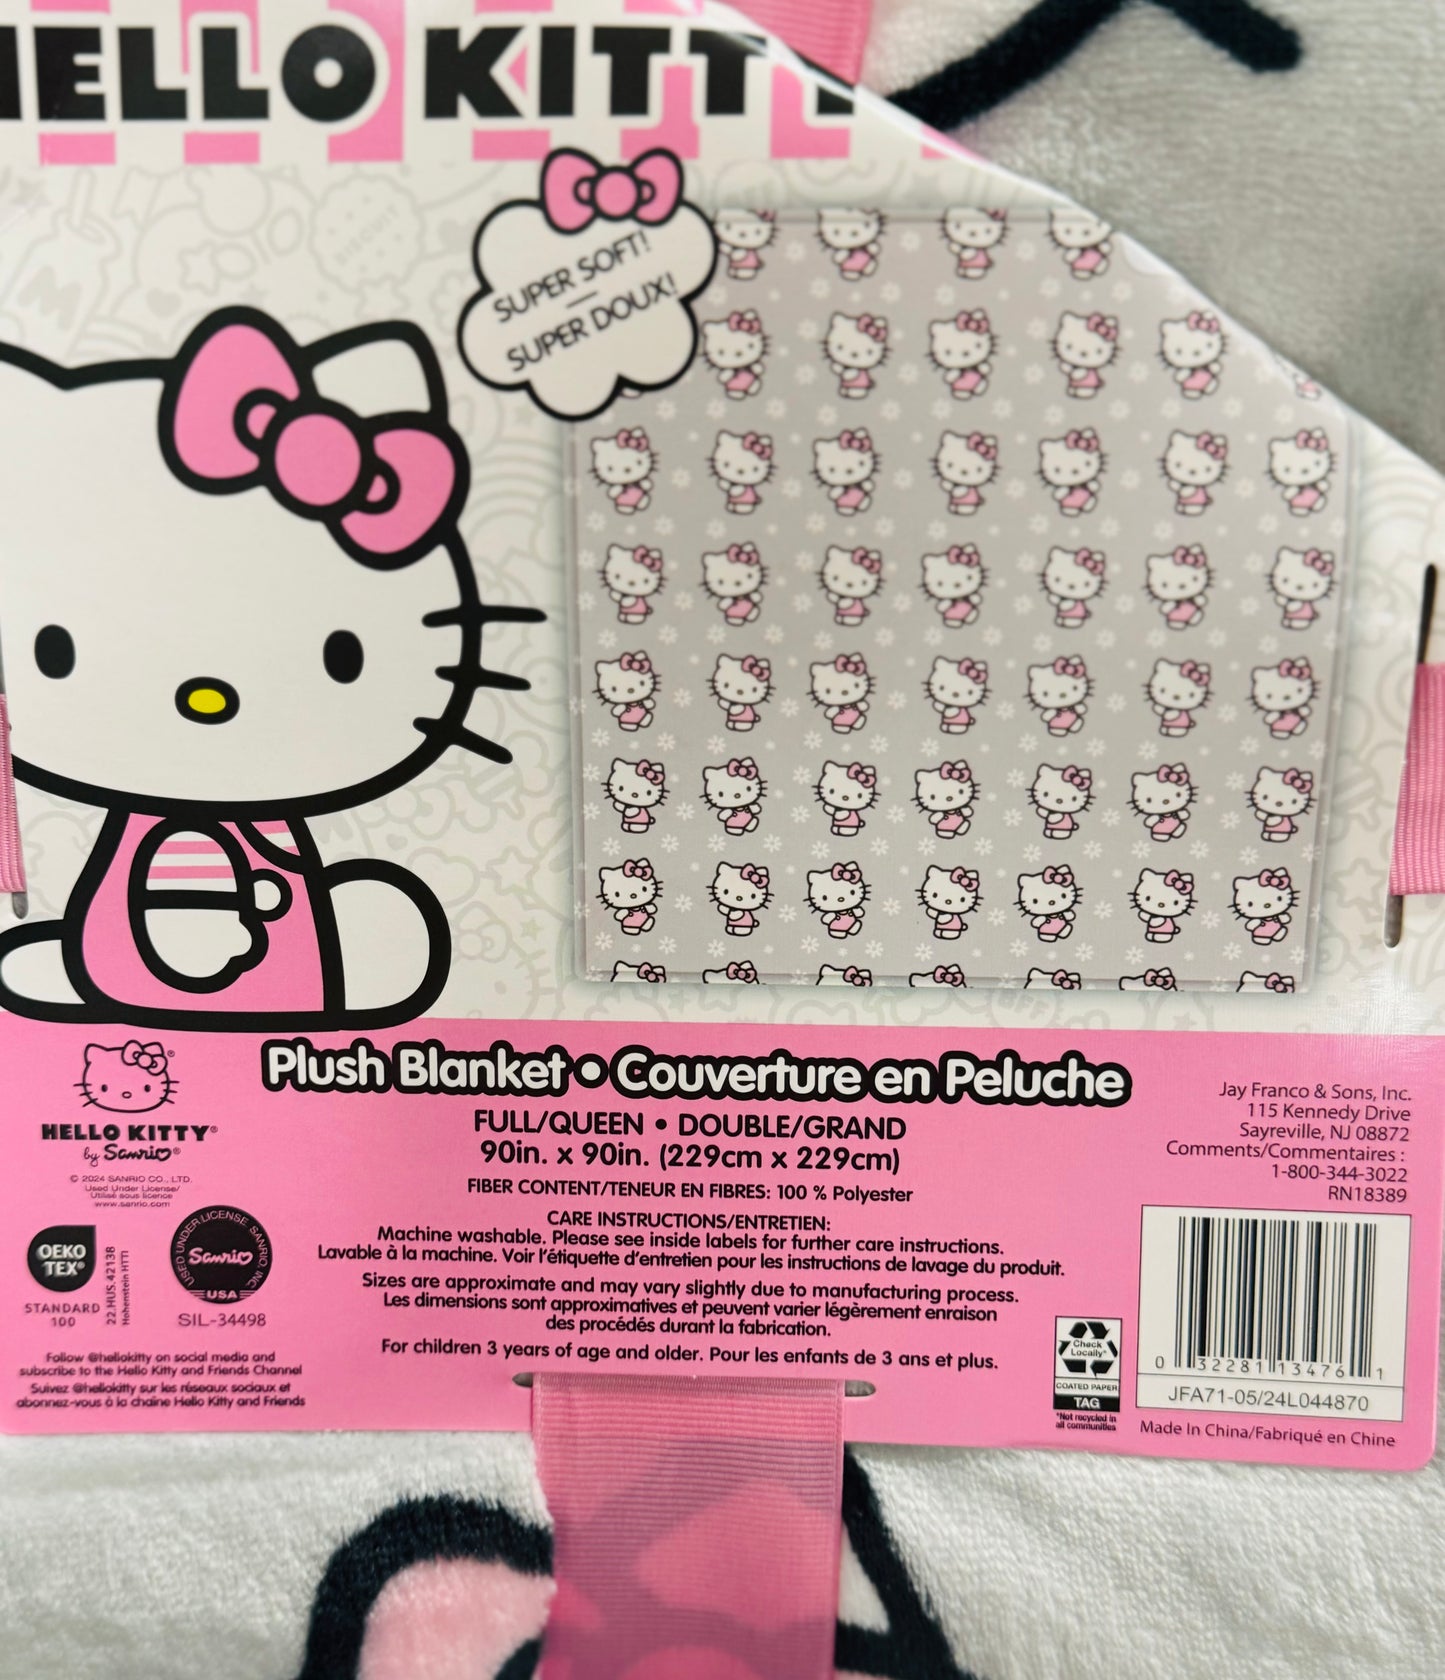 HELLO KITTY
SUPER SOFT!
SUPER DOUX!
Plush Blanket • Couverture en Peluche
FULL/QUEEN • DOUBLE/GRAND
90in. x 90in. (229cm x 229cm)
FIBER CONTENT/TENEUR EN FIBRES: 100 % Polyester
CARE INSTRUCTIONS/ENTRETIEN:
Machine washable. Please see inside labels for further care instructions.
Lavable à la machine. Voir l'étiquette d'entretien pour les instructions de lavage du produit.
Sizes are approximate and may vary slightly due to manufacturing process.
Les dimensions sont approximatives et peuvent varier légèrement enraison
des procédés durant la fabrication.
For children 3 years of age and older. Pour les enfants de 3 ans et plus.
HELLO KITTY®
by Sanrio®
© 2024 SANRIO CO., LTD.
Used Under License/
Utilisé sous licence
www.sanrio.com
OEKO
TEX®
STANDARD
100
22.HUS.42138
Hohenstein HTTI
USED UNDER LICENSE SANRIO, INC.
Sanrio
USA
SIL-34498
Follow @hellokitty on social media and
subscribe to the Hello Kitty and Friends Channel
Suivez @hellokitty sur les réseaux sociaux et
abonnez-vous à la chaîne Hello Kitty and Friends
Jay Franco & Sons, Inc.
115 Kennedy Drive
Sayreville, NJ 08872
Comments/Commentaires :
1-800-344-3022
RN18389
Check
Locally*
COATED PAPER
TAG
*Not recycled in
all communities
0 32281 13476 1
JFA71-05/24L044870
Made In China/Fabriqué en Chine